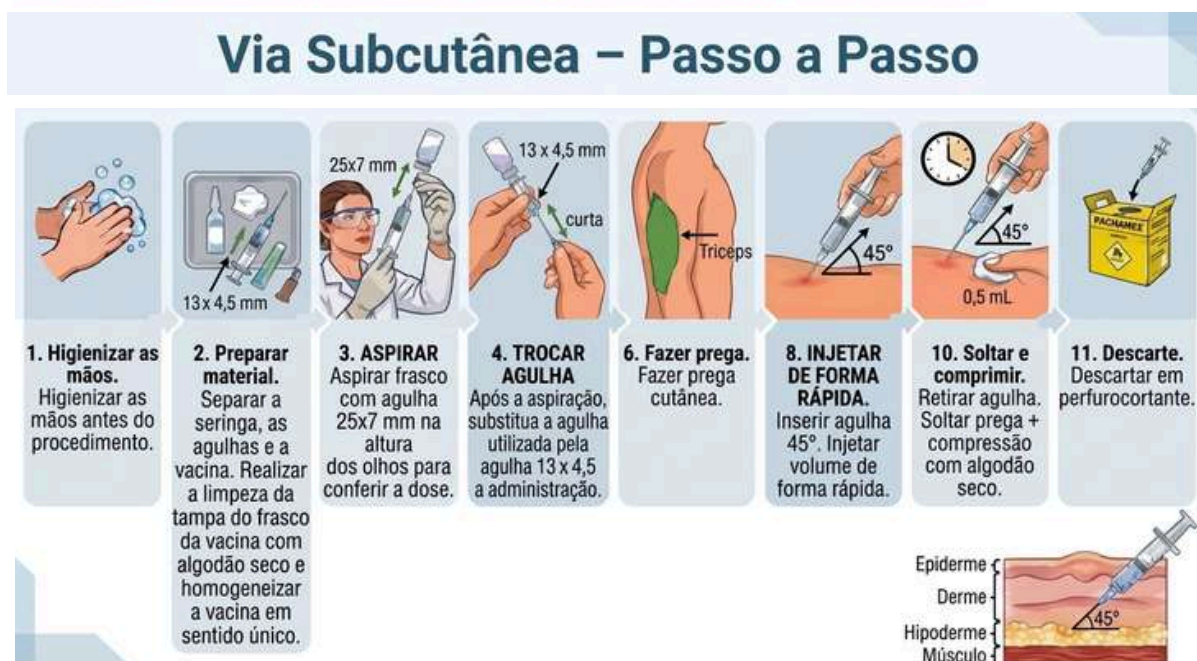 Via Subcutânea – Passo a Passo
13 x 4,5 mm
25x7 mm
13 x 4,5 mm
curta
Triceps
45°
45°
0,5 mL
PACHAMEX
1. Higienizar as
mãos.
Higienizar as
mãos antes do
procedimento.
2. Preparar
material.
Separar a
seringa, as
agulhas e a
vacina. Realizar
a limpeza da
tampa do frasco
da vacina com
algodão seco e
homogeneizar
a vacina em
sentido único.
3. ASPIRAR
Aspirar frasco
com agulha
25x7 mm na
altura
dos olhos para
conferir a dose.
4. TROCAR
AGULHA
Após a aspiração,
substitua a agulha
utilizada pela
agulha 13 x 4,5
a administração.
6. Fazer prega.
Fazer prega
cutânea.
8. INJETAR
DE FORMA
RÁPIDA.
Inserir agulha
45°. Injetar
volume de
forma rápida.
10. Soltar e
comprimir.
Retirar agulha.
Soltar prega +
compressão
com algodão
seco.
11. Descarte.
Descartar em
perfurocortante.
Epiderme
Derme
Hipoderme
Músculo
45°